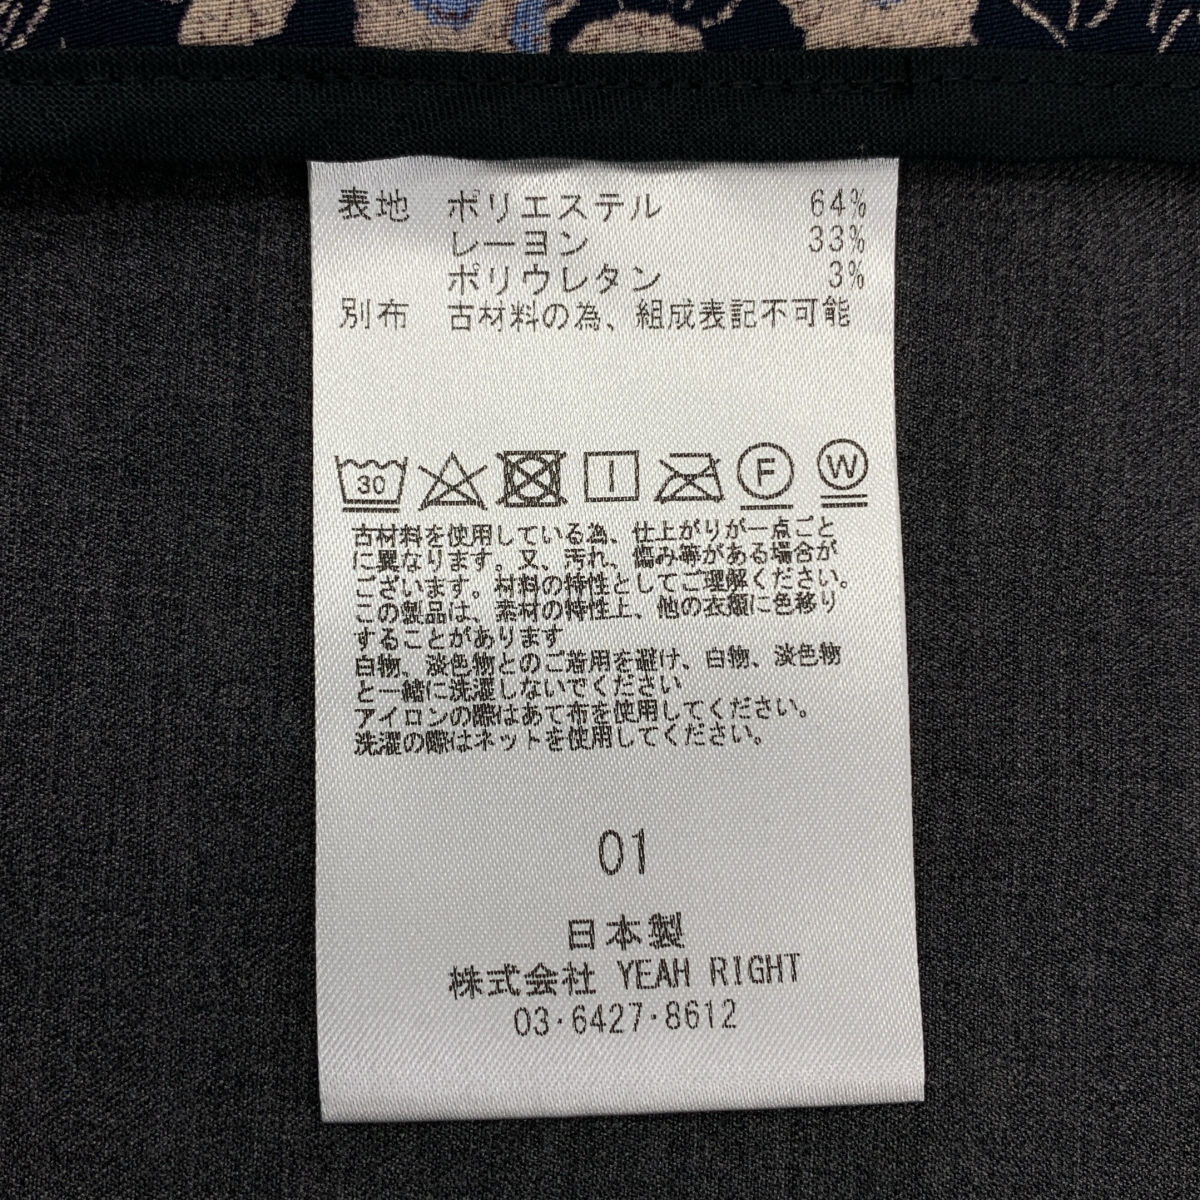 表地 ポリエステル 64%
レーヨン 33%
ポリウレタン 3%
別布 古材料の為、組成表記不可能
30 F W
古材料を使用している為、仕上がりが一点ごと
に異なります。又、汚れ、傷み等がある場合が
ございます。材料の特性としてご理解ください。
この製品は、素材の特性上、他の衣類に色移り
することがあります
白物、淡色物とのご着用を避け、白物、淡色物
と一緒に洗濯しないでください
アイロンの際はあて布を使用してください。
洗濯の際はネットを使用してください。
01
日本製
株式会社 YEAH RIGHT
03·6427·8612